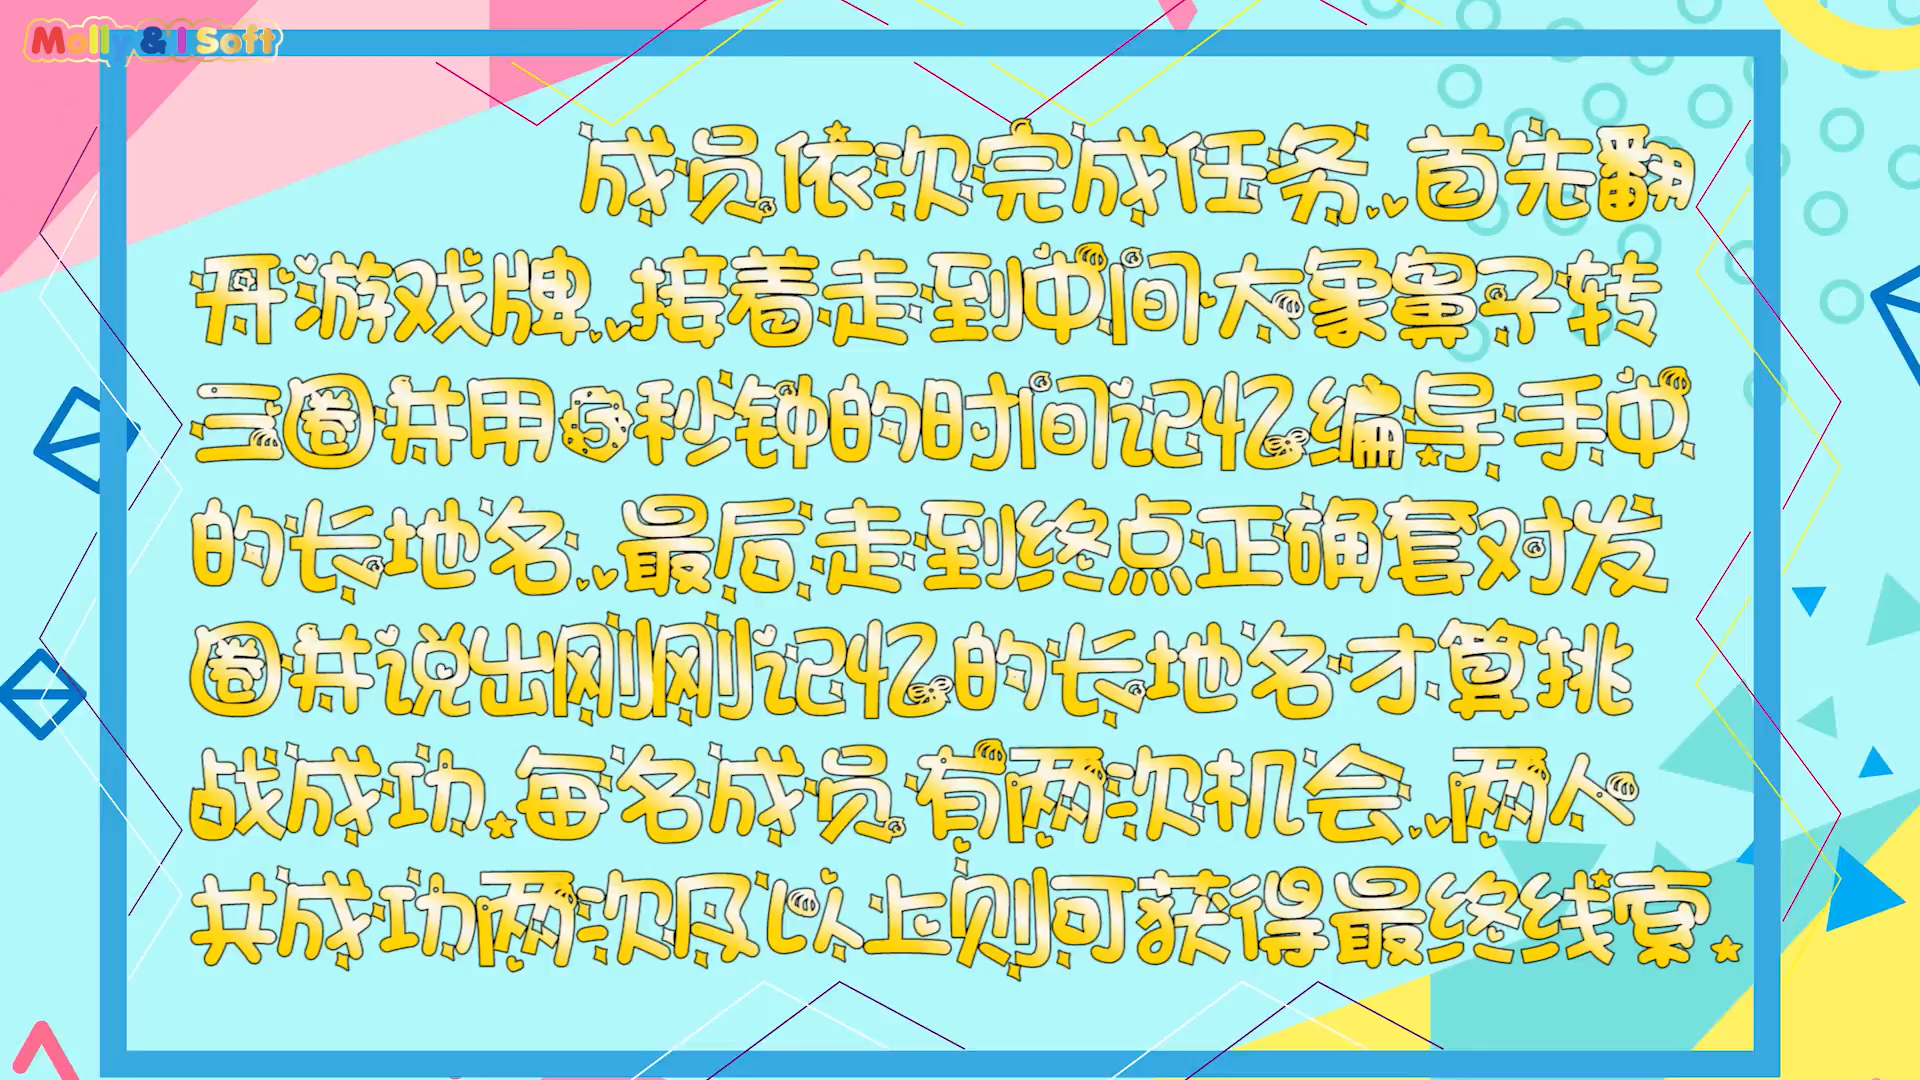 Molly & I Soft
成员依次完成任务,首先翻
开游戏牌,接着走到中间大象鼻子转
三圈并用5秒钟的时间记忆编导手中
的长地名,最后走到终点正确套对发
圈并说出刚刚记忆的长地名才算挑
战成功。每名成员有两次机会,两人
共成功两次及以上则可获得最终线索。